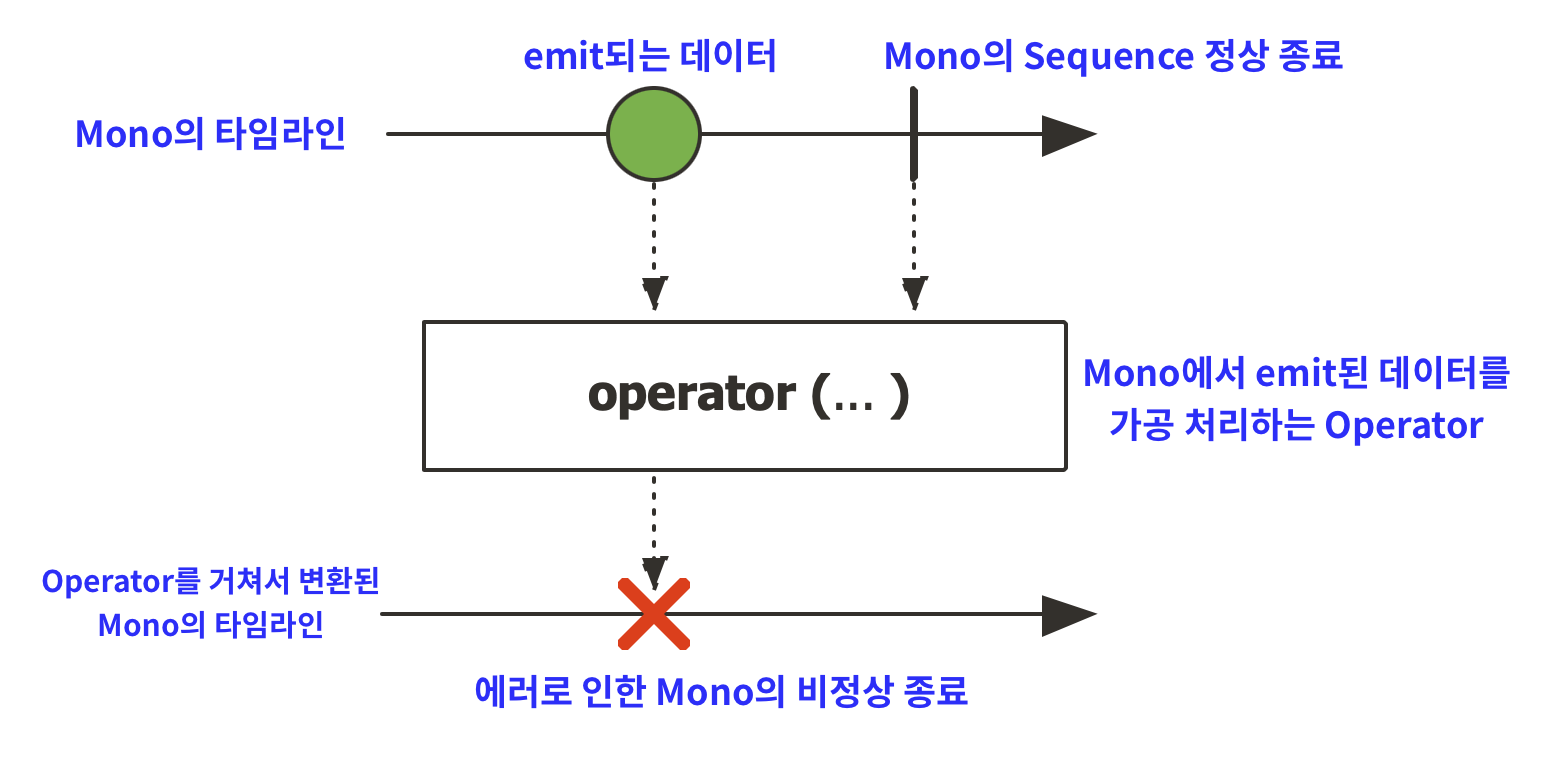 emit되는 데이터
Mono의 Sequence 정상 종료
Mono의 타임라인
operator (... )
Mono에서 emit된 데이터를
가공 처리하는 Operator
Operator를 거쳐서 변환된
Mono의 타임라인
에러로 인한 Mono의 비정상 종료